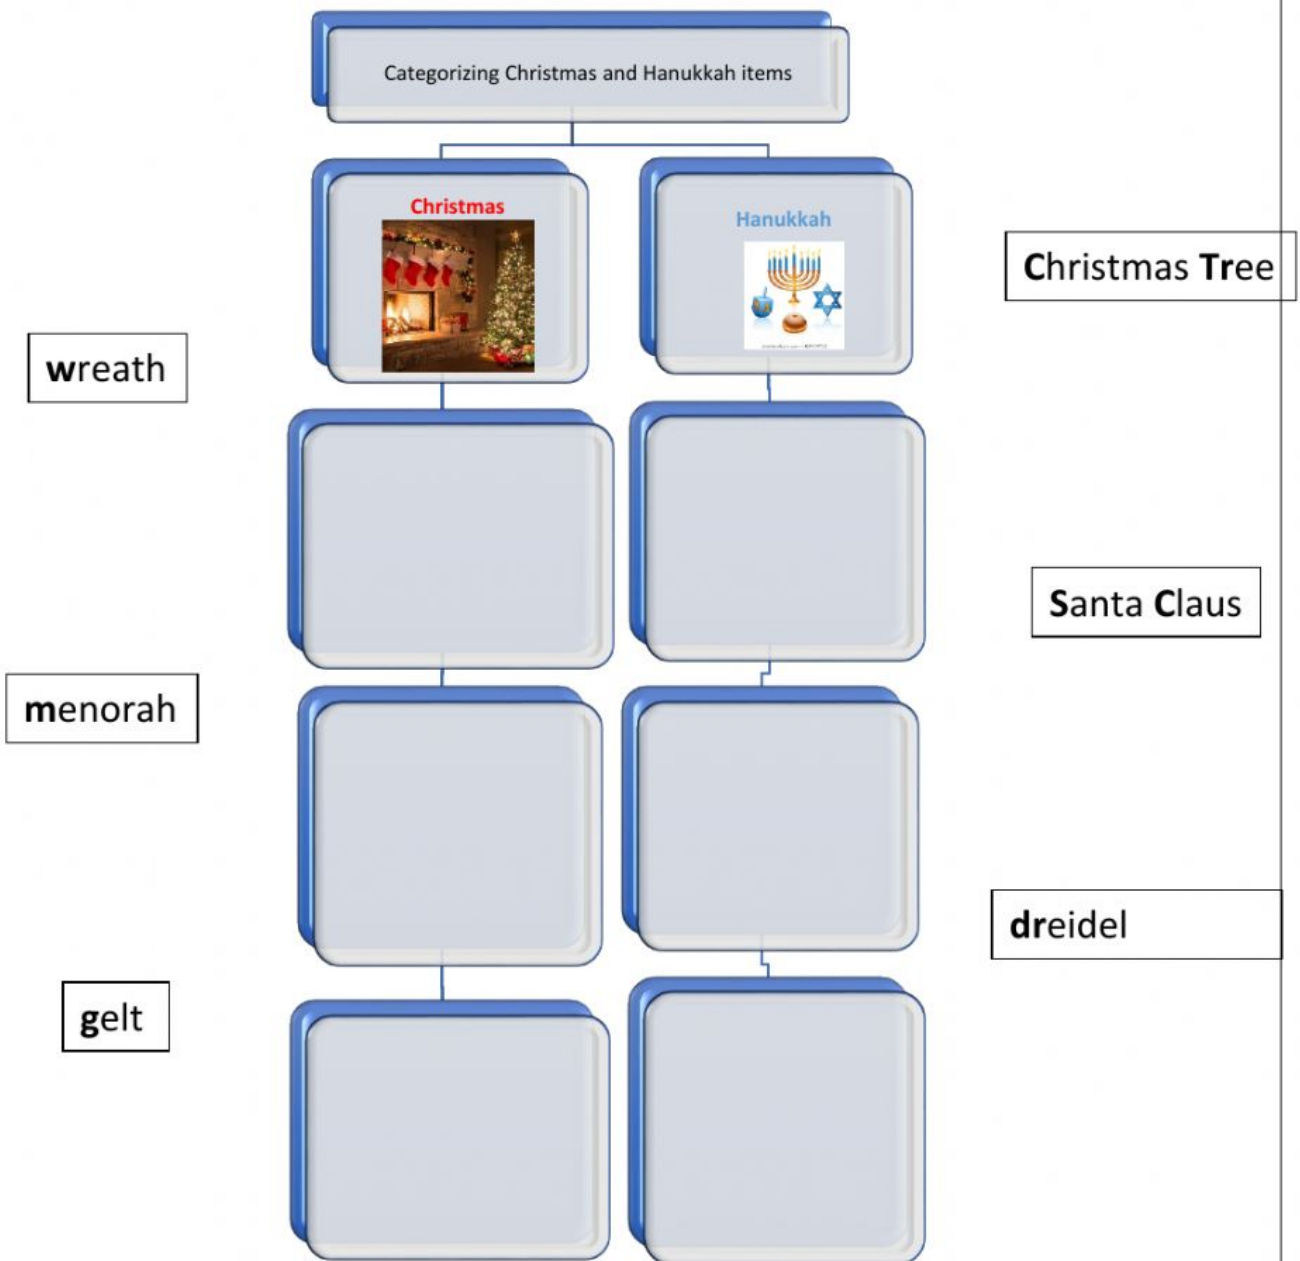 Categorizing Christmas and Hanukkah items
Christmas
Hanukkah
Christmas Tree
wreath
Santa Claus
menorah
dreidel
gelt